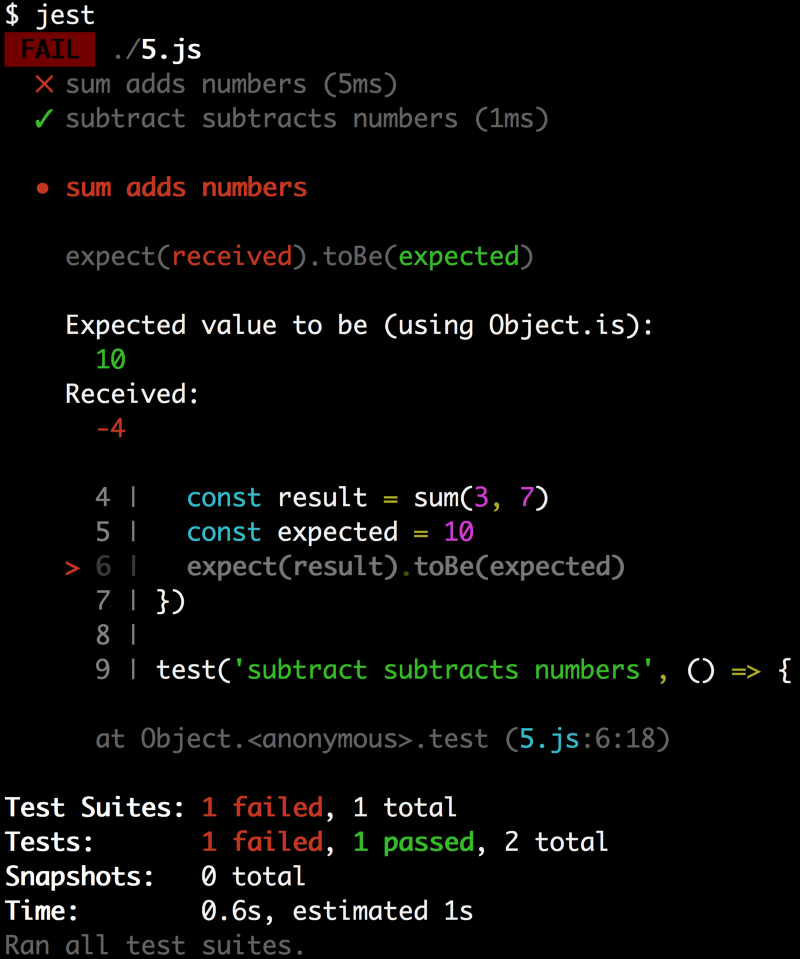 $ jest
FAIL ./5.js
✕ sum adds numbers (5ms)
✓ subtract subtracts numbers (1ms)
● sum adds numbers
expect(received).toBe(expected)
Expected value to be (using Object.is):
10
Received:
-4
4 |   const result = sum(3, 7)
5 |   const expected = 10
> 6 |   expect(result).toBe(expected)
7 | })
8 |
9 | test('subtract subtracts numbers', () => {
at Object.<anonymous>.test (5.js:6:18)
Test Suites: 1 failed, 1 total
Tests:       1 failed, 1 passed, 2 total
Snapshots:   0 total
Time:        0.6s, estimated 1s
Ran all test suites.